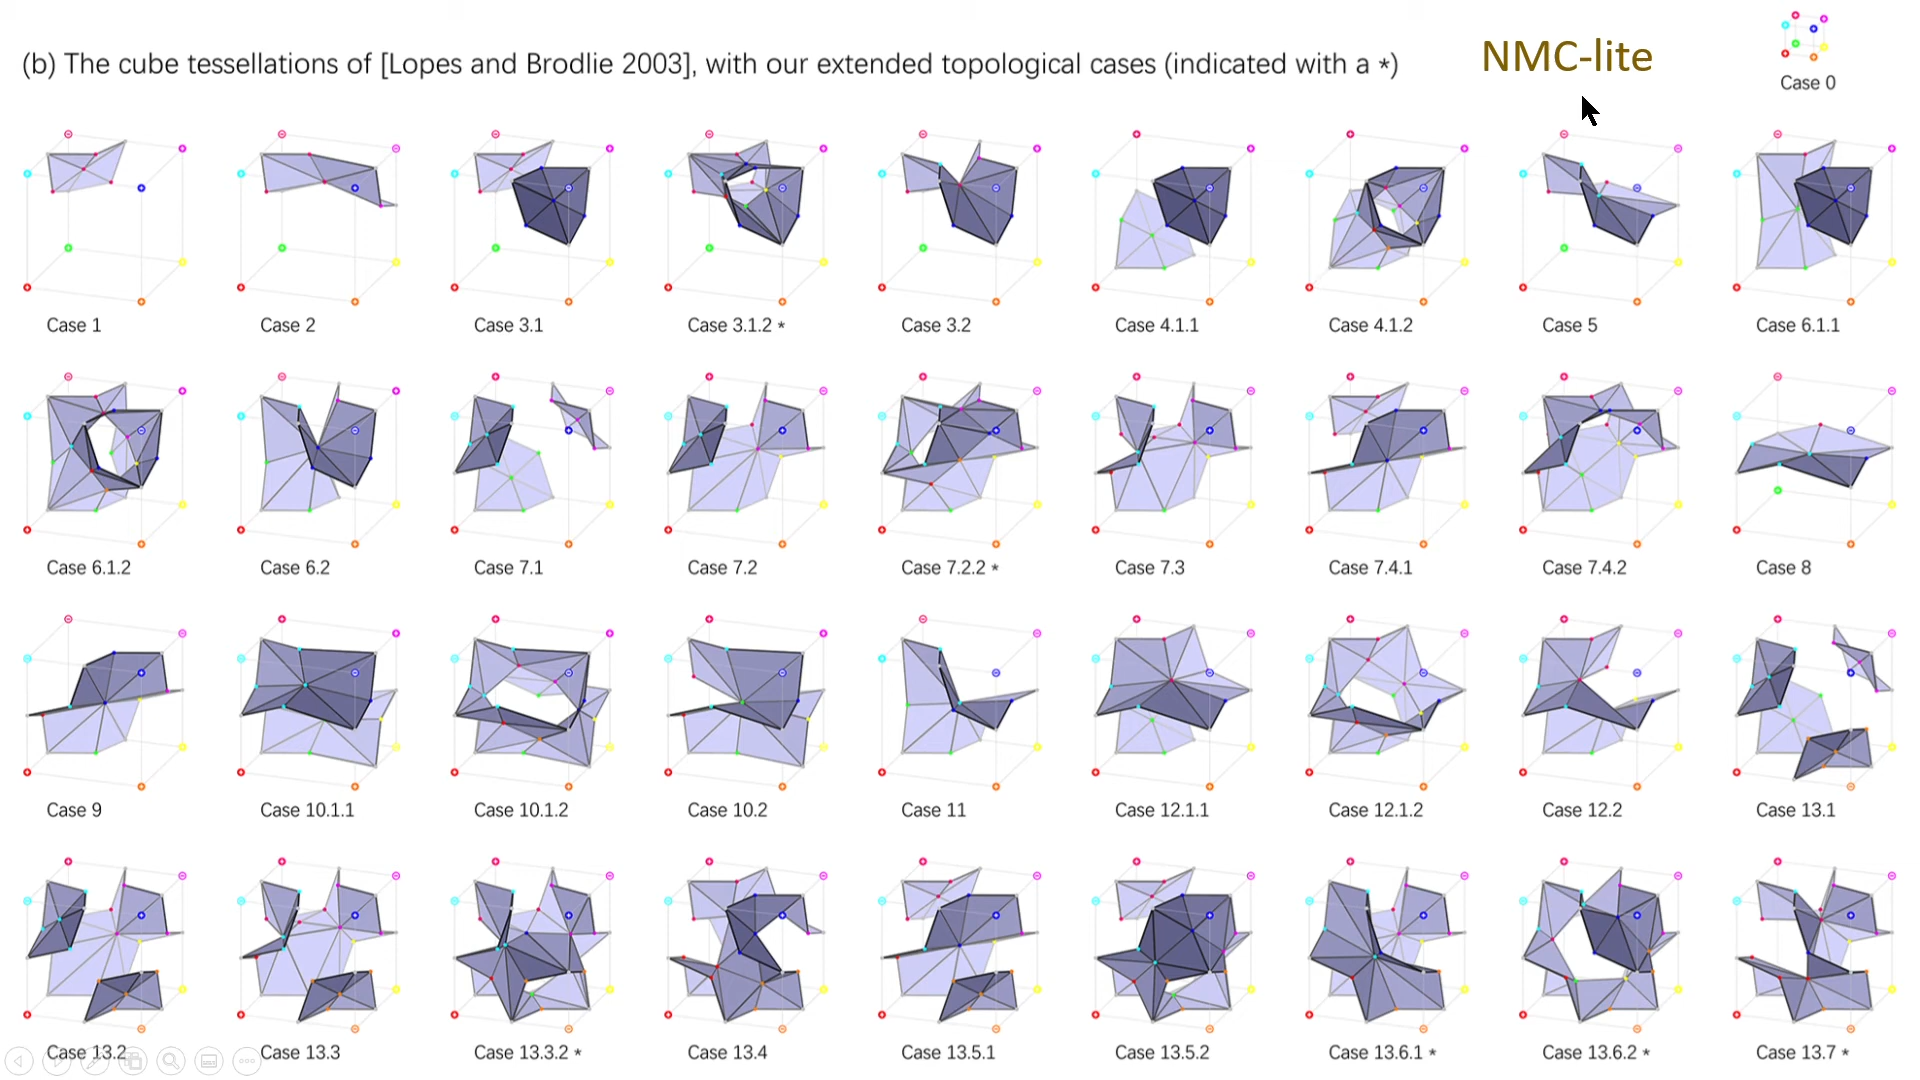 (b) The cube tessellations of [Lopes and Brodlie 2003], with our extended topological cases (indicated with a *)
NMC-lite
Case 0
Case 1
Case 2
Case 3.1
Case 3.1.2 *
Case 3.2
Case 4.1.1
Case 4.1.2
Case 5
Case 6.1.1
Case 6.1.2
Case 6.2
Case 7.1
Case 7.2
Case 7.2.2 *
Case 7.3
Case 7.4.1
Case 7.4.2
Case 8
Case 9
Case 10.1.1
Case 10.1.2
Case 10.2
Case 11
Case 12.1.1
Case 12.1.2
Case 12.2
Case 13.1
Case 13.2
Case 13.3
Case 13.3.2 *
Case 13.4
Case 13.5.1
Case 13.5.2
Case 13.6.1 *
Case 13.6.2 *
Case 13.7 *